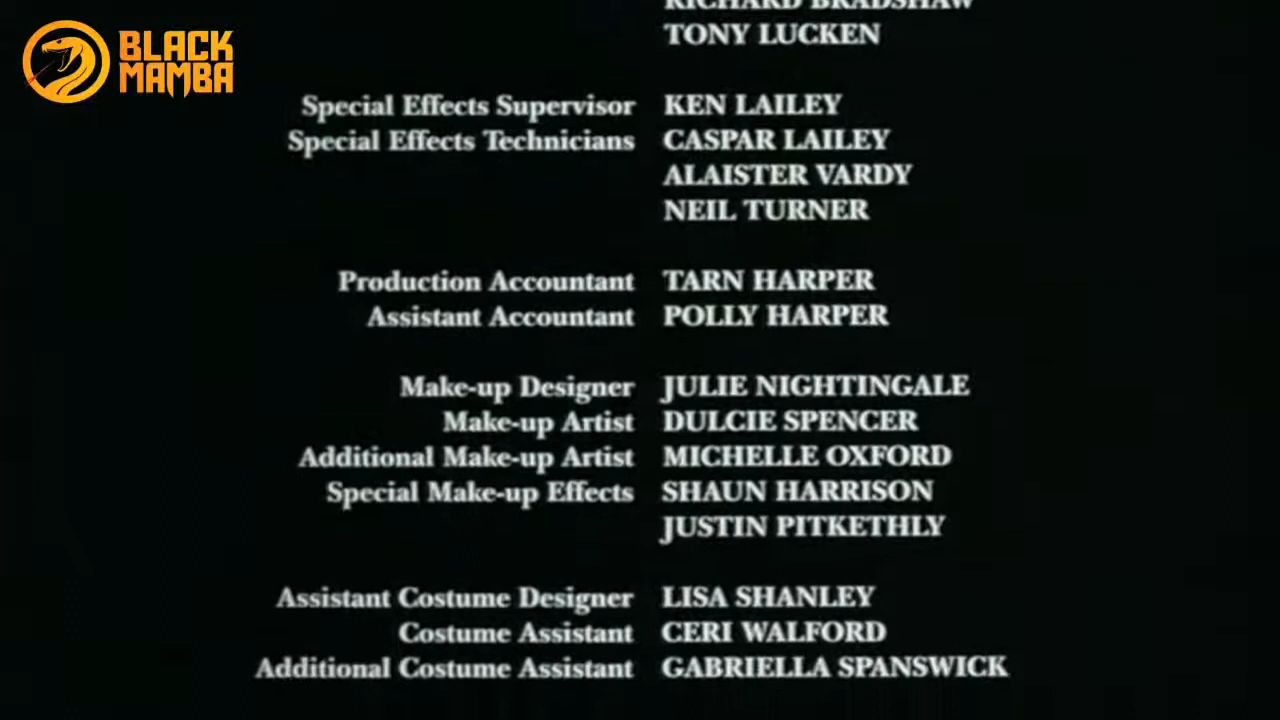 BLACK
MAMBA
RICHARD BRADSHAW
TONY LUCKEN
Special Effects Supervisor KEN LAILEY
Special Effects Technicians CASPAR LAILEY
ALAISTER VARDY
NEIL TURNER
Production Accountant TARN HARPER
Assistant Accountant POLLY HARPER
Make-up Designer JULIE NIGHTINGALE
Make-up Artist DULCIE SPENCER
Additional Make-up Artist MICHELLE OXFORD
Special Make-up Effects SHAUN HARRISON
JUSTIN PITKETHLY
Assistant Costume Designer LISA SHANLEY
Costume Assistant CERI WALFORD
Additional Costume Assistant GABRIELLA SPANSWICK